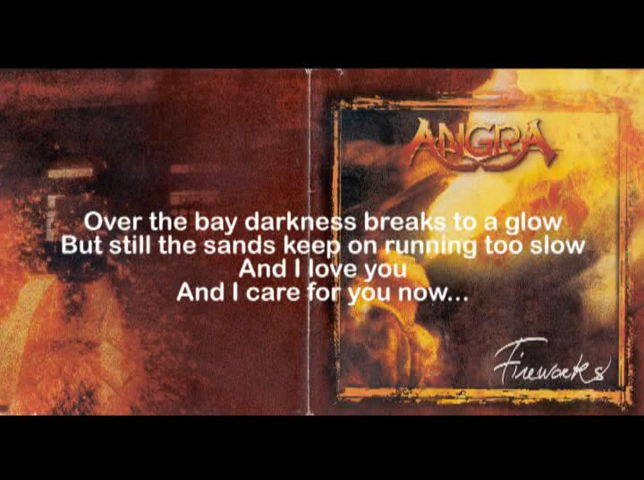 ANGRA
Over the bay darkness breaks to a glow
But still the sands keep on running too slow
And I love you
And I care for you now...
Fireworks